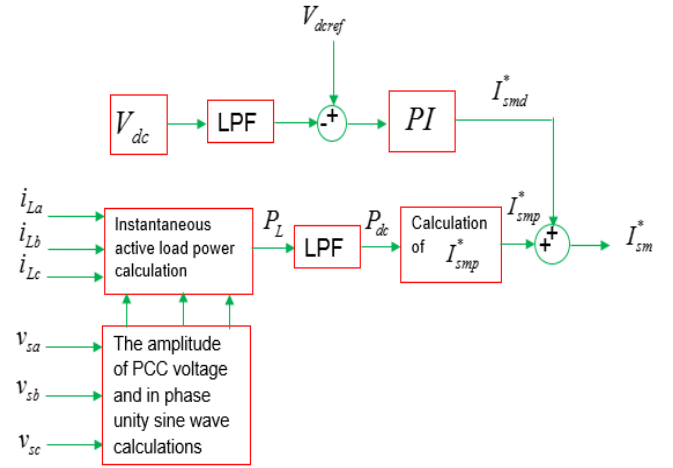 V_dcref
V_dc
LPF
- +
PI
I*_smd
i_La
i_Lb
i_Lc
Instantaneous
active load power
calculation
P_L
LPF
P_dc
Calculation
of I*_smp
I*_smp
+ +
I*_sm
v_sa
v_sb
v_sc
The amplitude
of PCC voltage
and in phase
unity sine wave
calculations